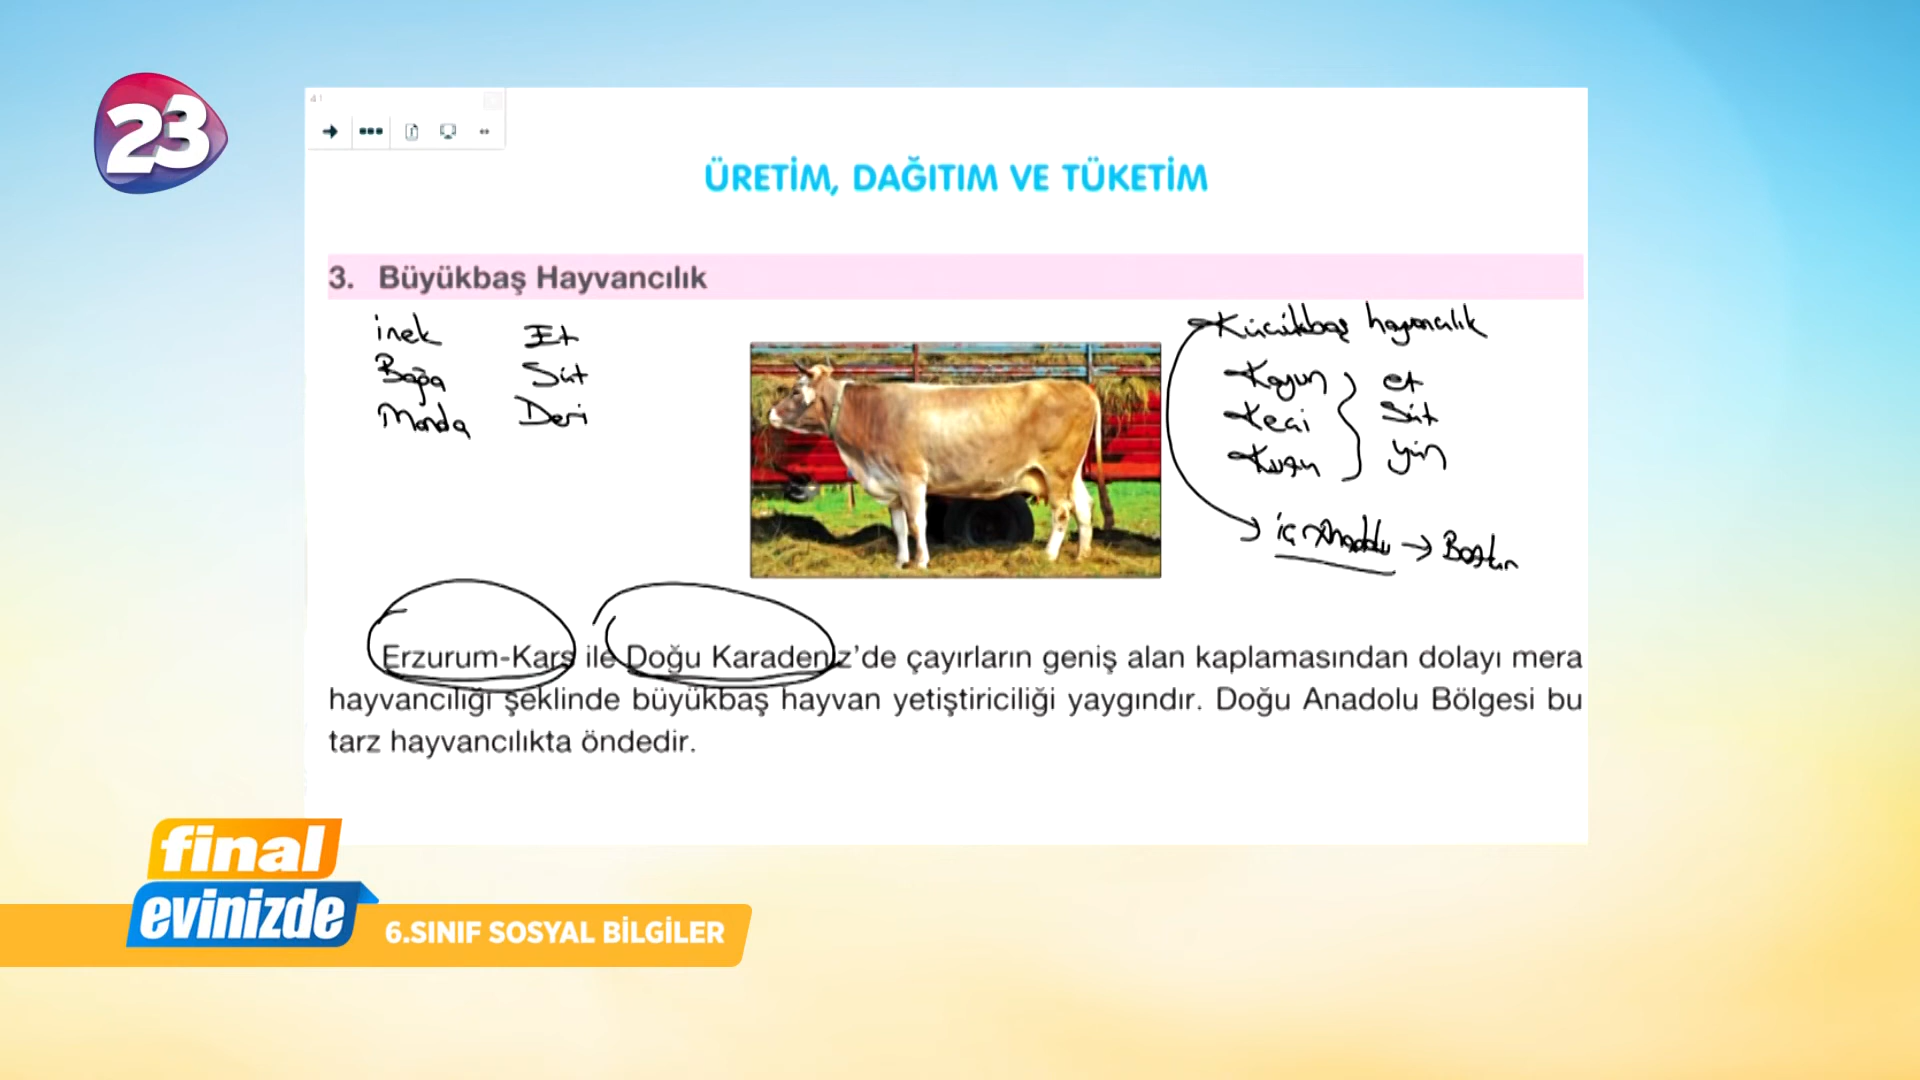 23
ÜRETİM, DAĞITIM VE TÜKETİM
3. Büyükbaş Hayvancılık
inek Et
Boğa Süt
Manda Deri
Küçükbaş hayvancılık
Koyun et
Keçi Süt
Kuzu yün
iç Anadolu →
Erzurum-Kars ile Doğu Karadeniz'de çayırların geniş alan kaplamasından dolayı mera
hayvancılığı şeklinde büyükbaş hayvan yetiştiriciliği yaygındır. Doğu Anadolu Bölgesi bu
tarz hayvancılıkta öndedir.
final
evinizde
6.SINIF SOSYAL BİLGİLER